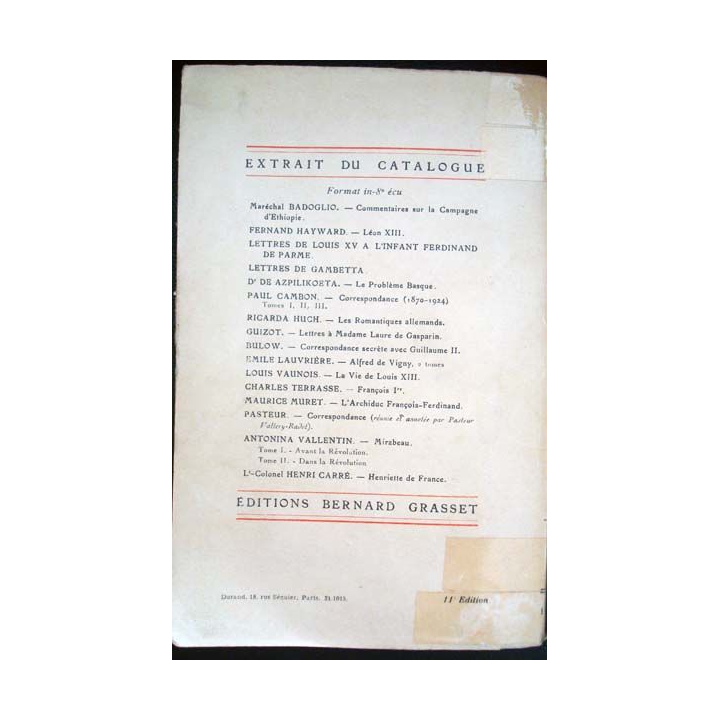 EXTRAIT DU CATALOGUE
Format in-8° écu
Maréchal BADOGLIO. — Commentaires sur la Campagne
d'Ethiopie.
FERNAND HAYWARD. — Léon XIII.
LETTRES DE LOUIS XV A L'INFANT FERDINAND
DE PARME.
LETTRES DE GAMBETTA
Dr DE AZPILIKOETA. — Le Problème Basque.
PAUL CAMBON. — Correspondance (1870-1924)
Tomes I, II, III.
RICARDA HUCH. — Les Romantiques allemands.
GUIZOT. — Lettres à Madame Laure de Gasparin.
BULOW. — Correspondance secrète avec Guillaume II.
EMILE LAUVRIÈRE. — Alfred de Vigny, 2 tomes
LOUIS VAUNOIS. — La Vie de Louis XIII.
CHARLES TERRASSE. — François Ier.
MAURICE MURET. — L'Archiduc François-Ferdinand.
PASTEUR. — Correspondance (réunie et annotée par Pasteur
Vallery-Radot).
ANTONINA VALLENTIN. — Mirabeau.
Tome I. - Avant la Révolution.
Tome II. - Dans la Révolution
Lt-Colonel HENRI CARRÉ. — Henriette de France.
ÉDITIONS BERNARD GRASSET
Durand, 18, rue Séguier, Paris.
11e Edition